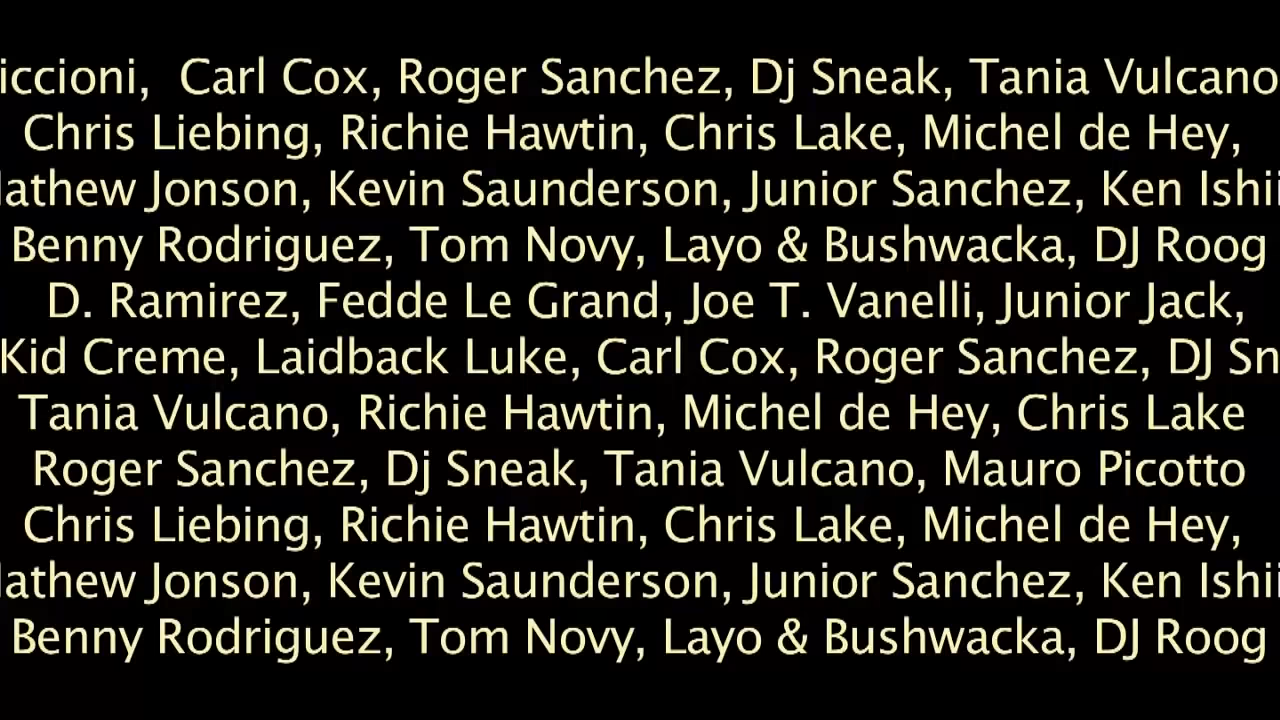 iccioni, Carl Cox, Roger Sanchez, Dj Sneak, Tania Vulcano
Chris Liebing, Richie Hawtin, Chris Lake, Michel de Hey,
athew Jonson, Kevin Saunderson, Junior Sanchez, Ken Ishii
Benny Rodriguez, Tom Novy, Layo & Bushwacka, DJ Roog
D. Ramirez, Fedde Le Grand, Joe T. Vanelli, Junior Jack,
Kid Creme, Laidback Luke, Carl Cox, Roger Sanchez, DJ Sn
Tania Vulcano, Richie Hawtin, Michel de Hey, Chris Lake
Roger Sanchez, Dj Sneak, Tania Vulcano, Mauro Picotto
Chris Liebing, Richie Hawtin, Chris Lake, Michel de Hey,
athew Jonson, Kevin Saunderson, Junior Sanchez, Ken Ishii
Benny Rodriguez, Tom Novy, Layo & Bushwacka, DJ Roog